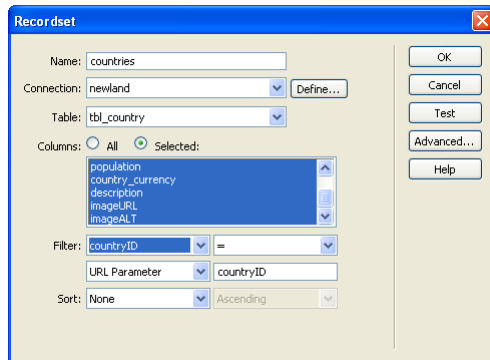 Recordset
Name: countries
OK
Connection: newland Define...
Cancel
Table: tbl_country
Test
Columns: All Selected:
Advanced...
population
country_currency
description
imageURL
imageALT
Help
Filter: countryID =
URL Parameter countryID
Sort: None Ascending